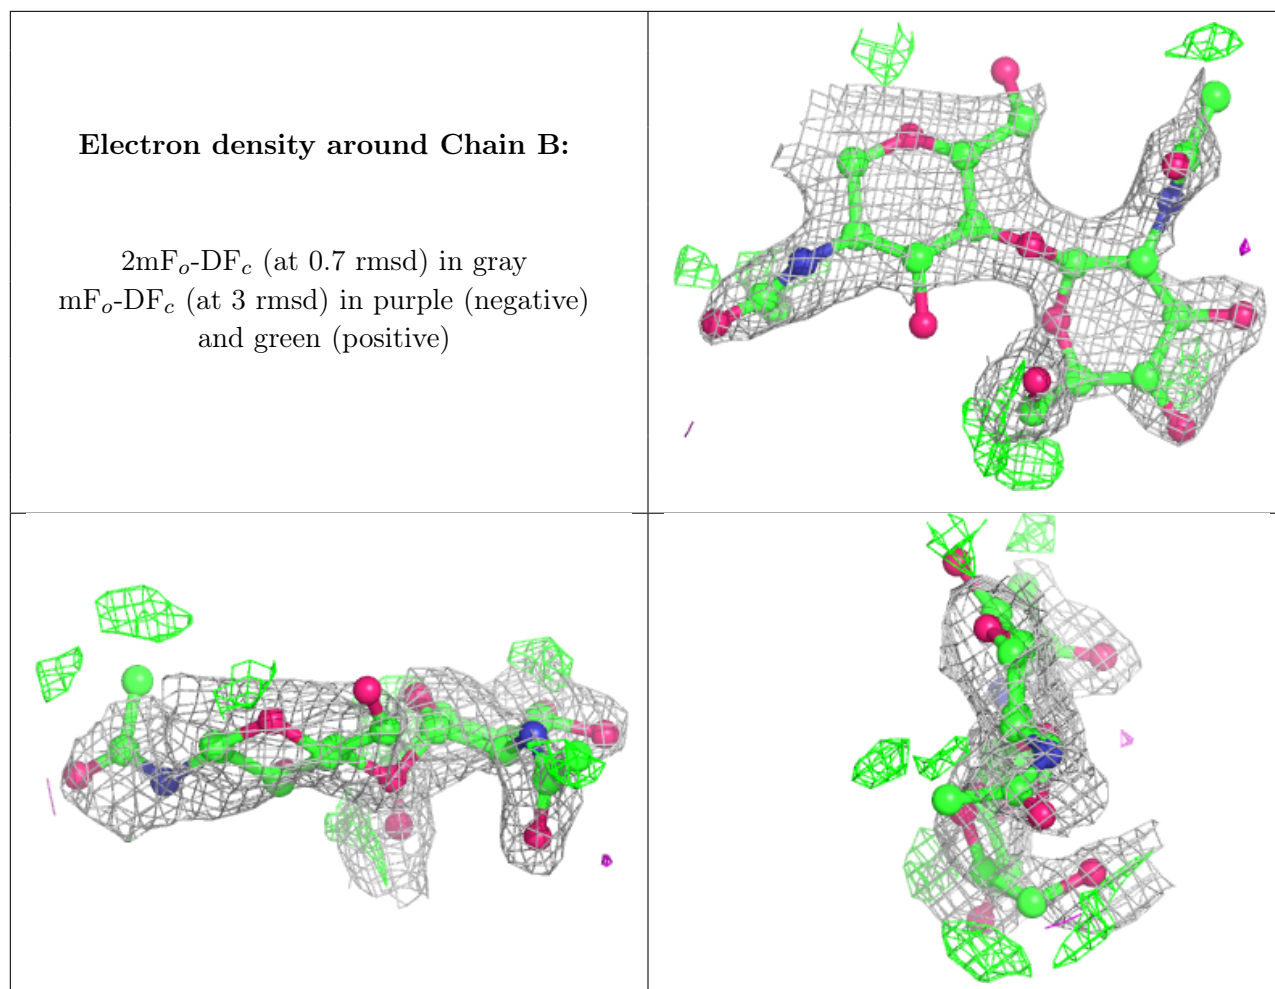 Electron density around Chain B:
2mFo-DFc (at 0.7 rmsd) in gray
mFo-DFc (at 3 rmsd) in purple (negative)
and green (positive)